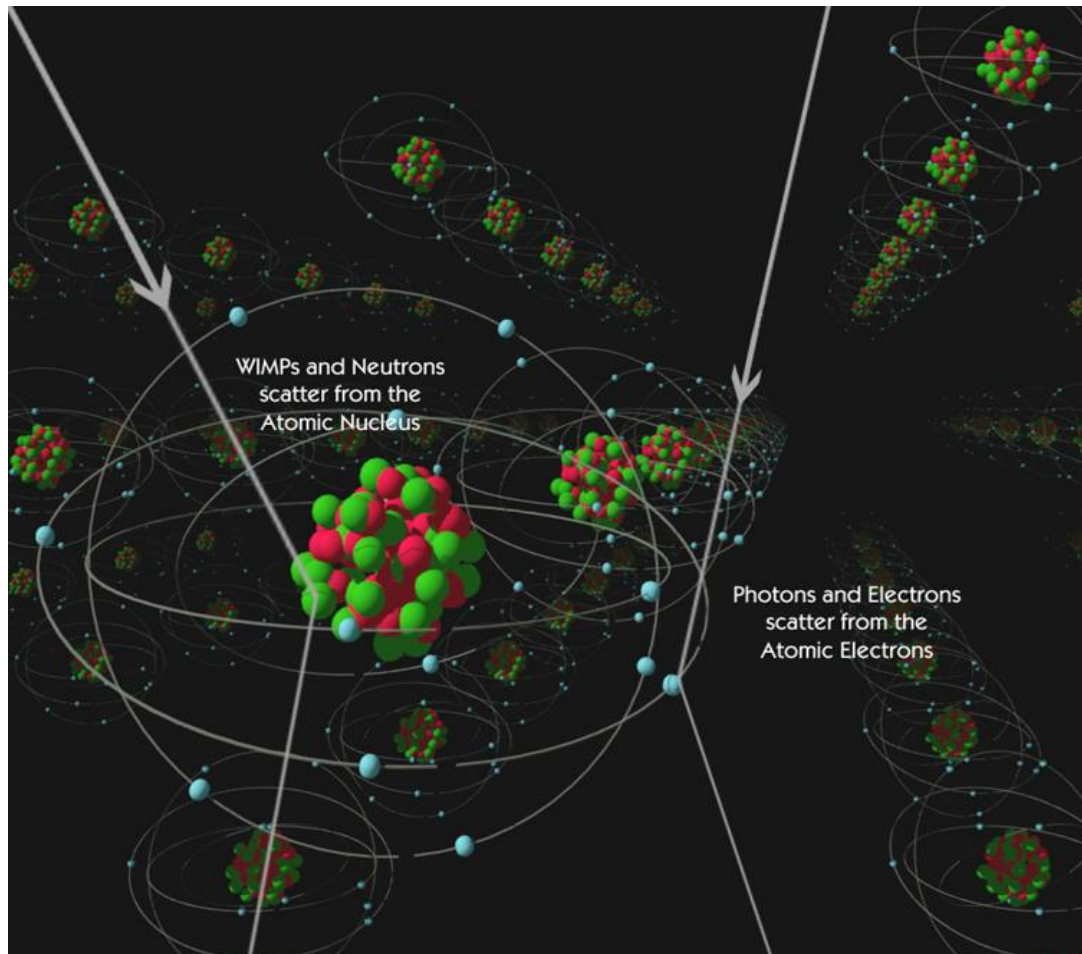 WIMPs and Neutrons
scatter from the
Atomic Nucleus
Photons and Electrons
scatter from the
Atomic Electrons